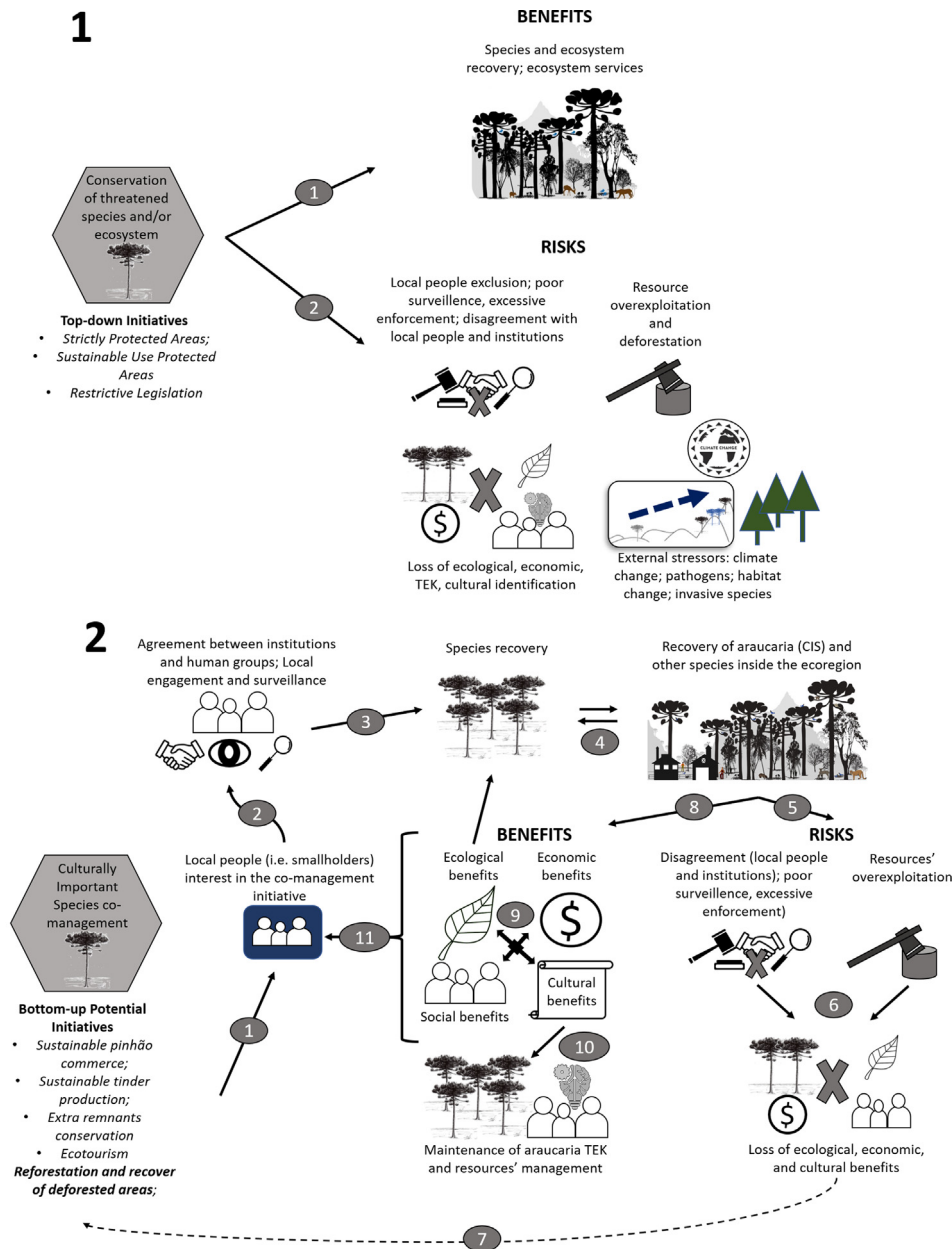 1
BENEFITS
Species and ecosystem
recovery; ecosystem services
Conservation
of threatened
species and/or
ecosystem
1
2
Top-down Initiatives
• Strictly Protected Areas;
• Sustainable Use Protected
Areas
• Restrictive Legislation
RISKS
Local people exclusion; poor
surveillence, excessive
enforcement; disagreement with
local people and institutions
Resource
overexploitation
and
deforestation
CLIMATE CHANGE
$
Loss of ecological, economic,
TEK, cultural identification
External stressors: climate
change; pathogens; habitat
change; invasive species
2
Agreement between institutions
and human groups; Local
engagement and surveillance
3
Species recovery
4
Recovery of araucaria (CIS) and
other species inside the ecoregion
2
8
5
Local people (i.e. smallholders)
interest in the co-management
initiative
11
BENEFITS
Ecological
benefits
Economic
benefits
9
$
Social benefits
Cultural
benefits
10
Maintenance of araucaria TEK
and resources’ management
RISKS
Disagreement (local people
and institutions); poor
surveillence, excessive
enforcement)
Resources’
overexploitation
6
$
Loss of ecological, economic,
and cultural benefits
Culturally
Important
Species co-
management
1
Bottom-up Potential
Initiatives
• Sustainable pinhão
commerce;
• Sustainable tinder
production;
• Extra remnants
conservation
• Ecotourism
Reforestation and recover
of deforested areas;
7